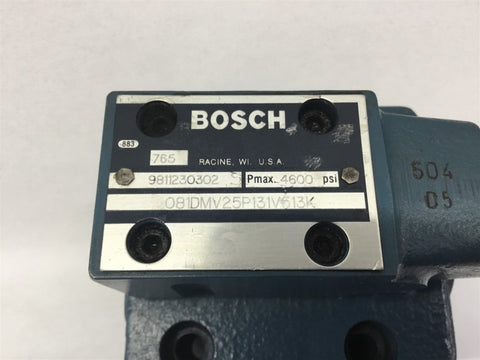 BOSCH
883
765
RACINE, WI. U.S.A.
9811230302 S Pmax. 4600 psi
081DMV25P131V613K
504
05